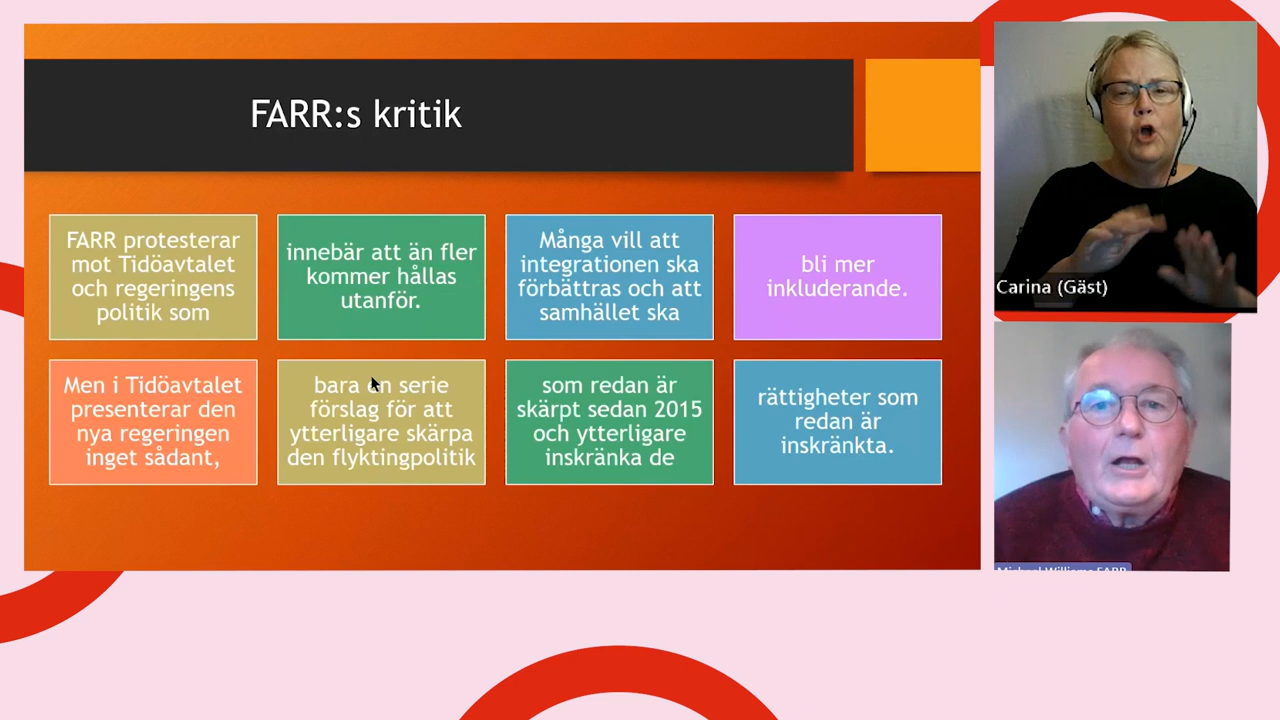 FARR:s kritik
FARR protesterar
mot Tidöavtalet
och regeringens
politik som
innebär att än fler
kommer hållas
utanför.
Många vill att
integrationen ska
förbättras och att
samhället ska
bli mer
inkluderande.
Men i Tidöavtalet
presenterar den
nya regeringen
inget sådant,
bara en serie
förslag för att
ytterligare skärpa
den flyktingpolitik
som redan är
skärpt sedan 2015
och ytterligare
inskränka de
rättigheter som
redan är
inskränkta.
Carina (Gäst)
Michael Williams FARR